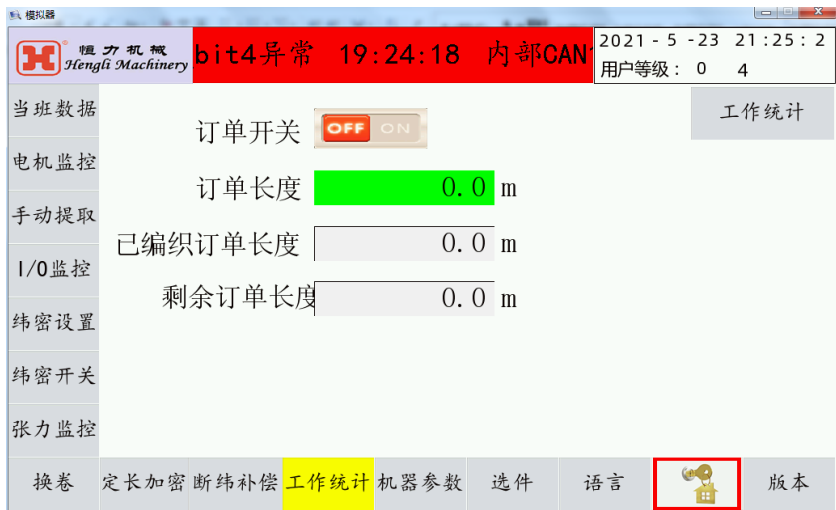 模拟器
恒力机械
Hengli Machinery
bit4异常 19:24:18 内部CAN
2021-5-23 21:25:2
用户等级: 0 4
当班数据
电机监控
手动提取
I/O监控
纬密设置
纬密开关
张力监控
工作统计
订单开关 OFF ON
订单长度 0.0 m
已编织订单长度 0.0 m
剩余订单长度 0.0 m
换卷 定长加密 断纬补偿 工作统计 机器参数 选件 语言 版本